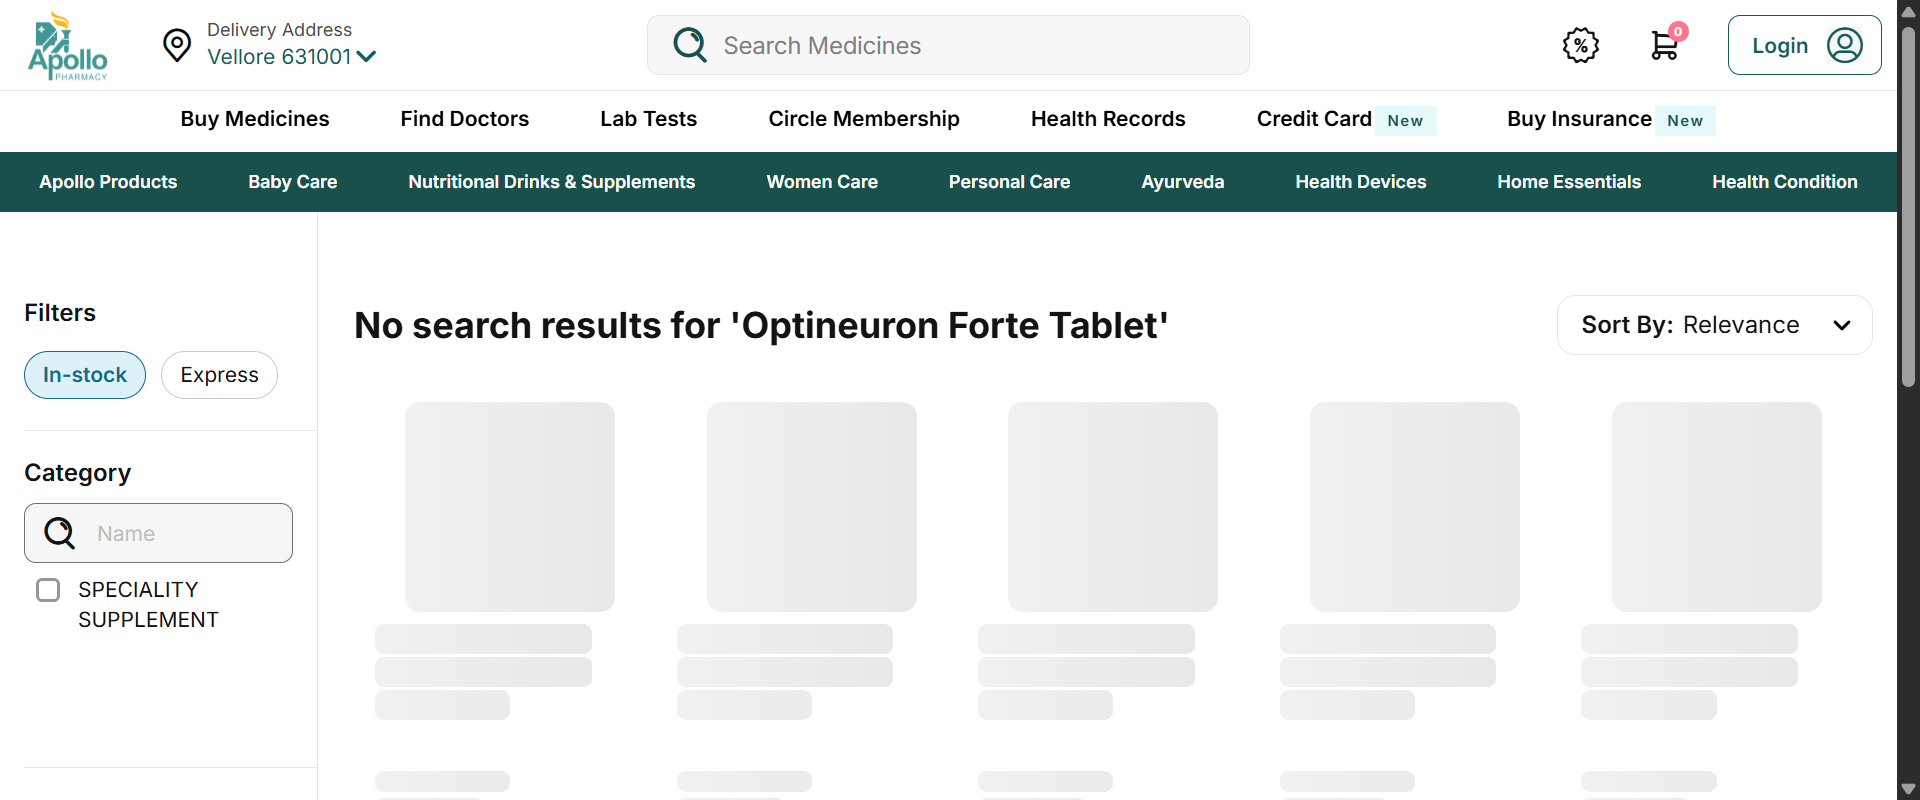 Apollo
PHARMACY
Delivery Address
Vellore 631001
Search Medicines
%
0
Login
Buy Medicines
Find Doctors
Lab Tests
Circle Membership
Health Records
Credit Card New
Buy Insurance New
Apollo Products
Baby Care
Nutritional Drinks & Supplements
Women Care
Personal Care
Ayurveda
Health Devices
Home Essentials
Health Condition
Filters
In-stock
Express
Category
Name
SPECIALITY
SUPPLEMENT
No search results for 'Optineuron Forte Tablet'
Sort By: Relevance